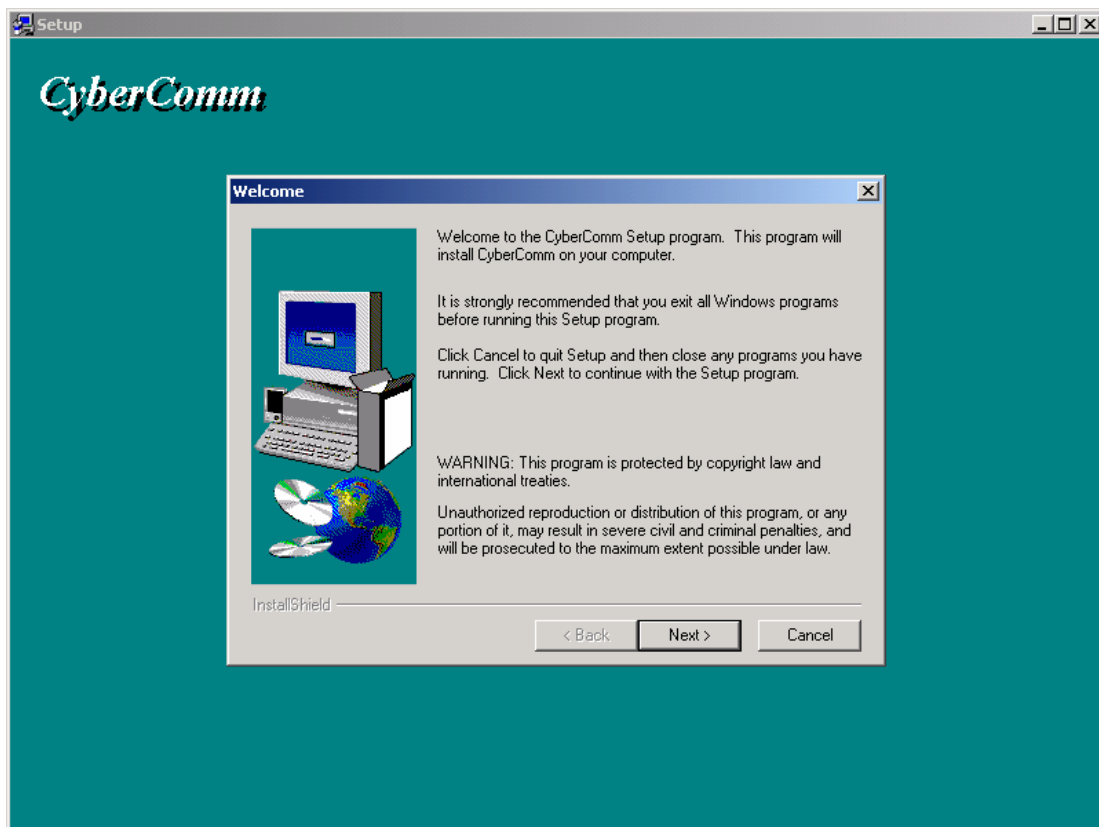 Setup
CyberComm
Welcome
Welcome to the CyberComm Setup program.  This program will
install CyberComm on your computer.
It is strongly recommended that you exit all Windows programs
before running this Setup program.
Click Cancel to quit Setup and then close any programs you have
running.  Click Next to continue with the Setup program.
WARNING: This program is protected by copyright law and
international treaties.
Unauthorized reproduction or distribution of this program, or any
portion of it, may result in severe civil and criminal penalties, and
will be prosecuted to the maximum extent possible under law.
InstallShield
< Back
Next >
Cancel